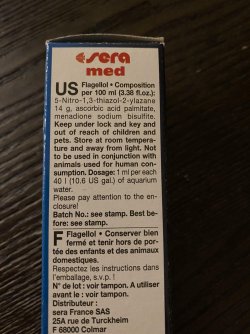 sera
med
US Flagellol • Composition
per 100 ml (3.38 fl.oz.):
5-Nitro-1,3-thiazol-2-ylazane
14 g, ascorbic acid palmitate,
menadione sodium bisulfite.
Keep under lock and key and
out of reach of children and
pets. Store at room tempera-
ture and away from light. Not
to be used in conjunction with
animals used for human con-
sumption. Dosage: 1 ml per each
40 l (10.6 US gal.) of aquarium
water.
Please pay attention to the en-
closure!
Batch No.: see stamp. Best be-
fore: see stamp.
F Flagellol • Conserver bien
fermé et tenir hors de por-
tée des enfants et des animaux
domestiques.
Respectez les instructions dans
l'emballage, s.v.p. !
N° de lot : voir tampon. A utiliser
avant le : voir tampon.
Distributeur :
sera France SAS
25A rue de Turckheim
F 68000 Colmar